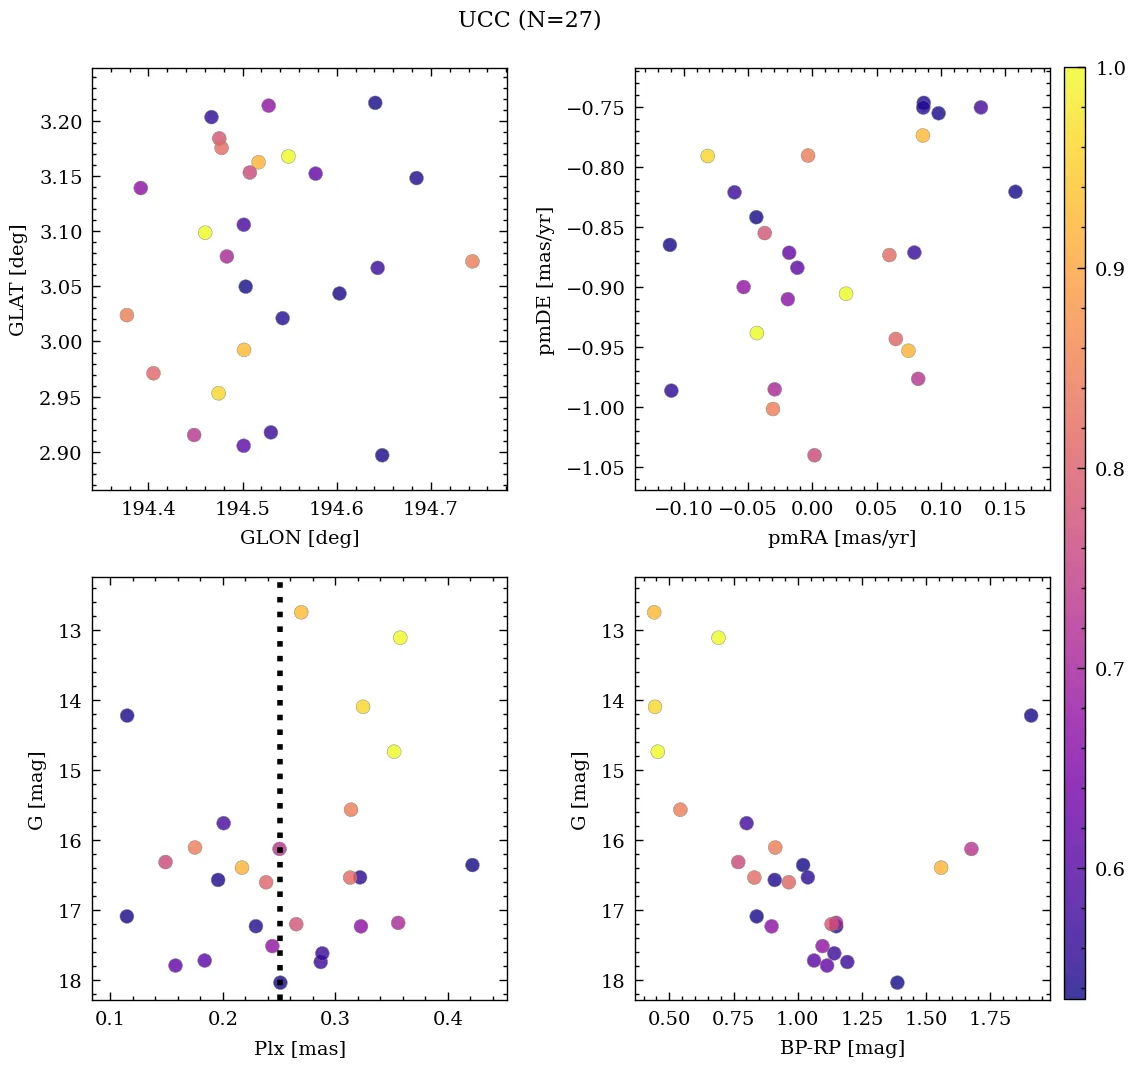 UCC (N=27)
3.20
3.15
3.10
3.05
3.00
2.95
2.90
GLAT [deg]
194.4 194.5 194.6 194.7
GLON [deg]
−0.75
−0.80
−0.85
−0.90
−0.95
−1.00
−1.05
pmDE [mas/yr]
−0.10 −0.05 0.00 0.05 0.10 0.15
pmRA [mas/yr]
13
14
15
16
17
18
G [mag]
0.1 0.2 0.3 0.4
Plx [mas]
13
14
15
16
17
18
G [mag]
0.50 0.75 1.00 1.25 1.50 1.75
BP-RP [mag]
1.0
0.9
0.8
0.7
0.6